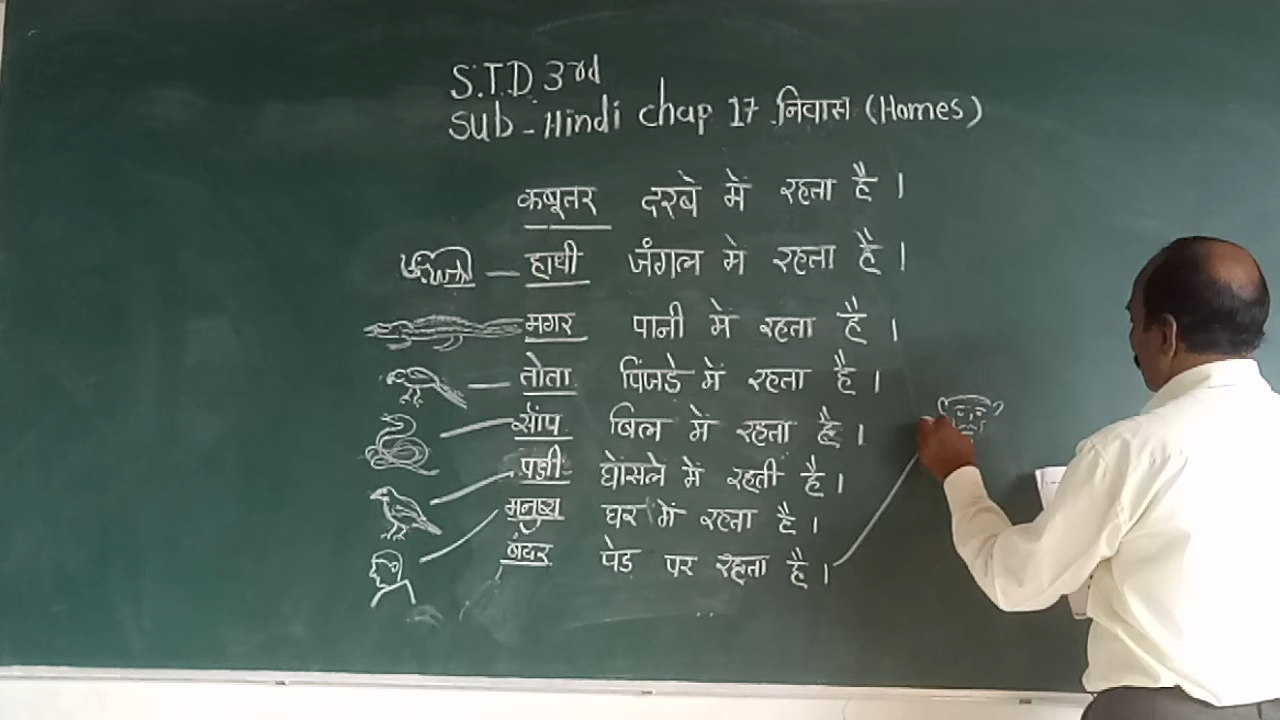 S.T.D. 3rd
Sub - Hindi chap 17 . निवास (Homes)
कबूतर दरबे में रहता है ।
हाथी जंगल में रहता है ।
मगर पानी में रहता है ।
तोता पिंजड़े में रहता है ।
सांप बिल में रहता है ।
पक्षी घोंसले में रहती है ।
मनुष्य घर में रहता है ।
बंदर पेड़ पर रहता है ।